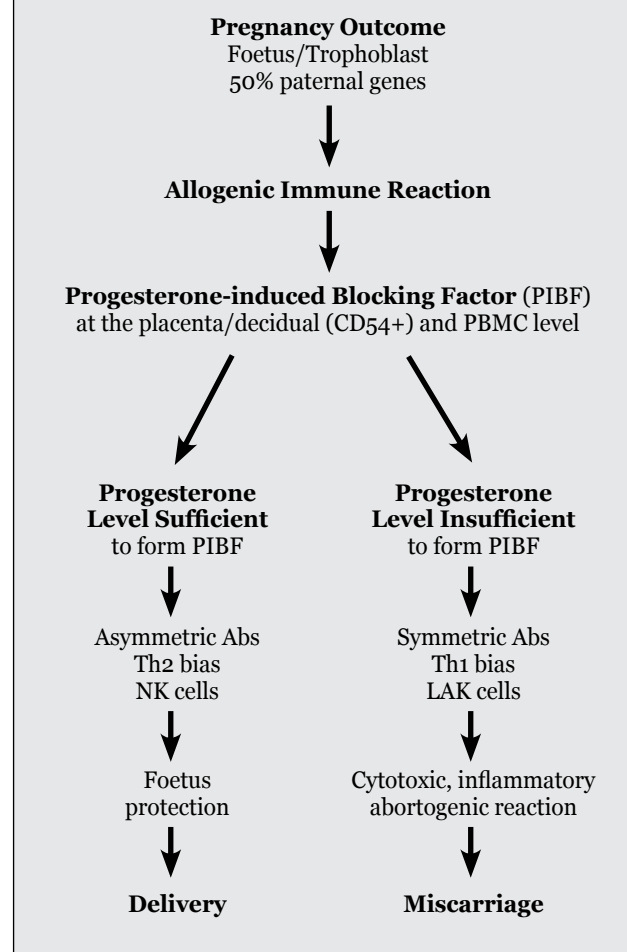 Pregnancy Outcome
Foetus/Trophoblast
50% paternal genes
Allogenic Immune Reaction
Progesterone-induced Blocking Factor (PIBF)
at the placenta/decidual (CD54+) and PBMC level
Progesterone
Level Sufficient
to form PIBF
Asymmetric Abs
Th2 bias
NK cells
Foetus
protection
Delivery
Progesterone
Level Insufficient
to form PIBF
Symmetric Abs
Th1 bias
LAK cells
Cytotoxic, inflammatory
abortogenic reaction
Miscarriage